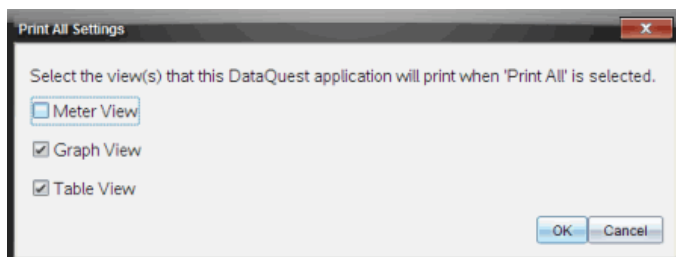 Print All Settings
Select the view(s) that this DataQuest application will print when 'Print All' is selected.
Meter View
Graph View
Table View
OK Cancel